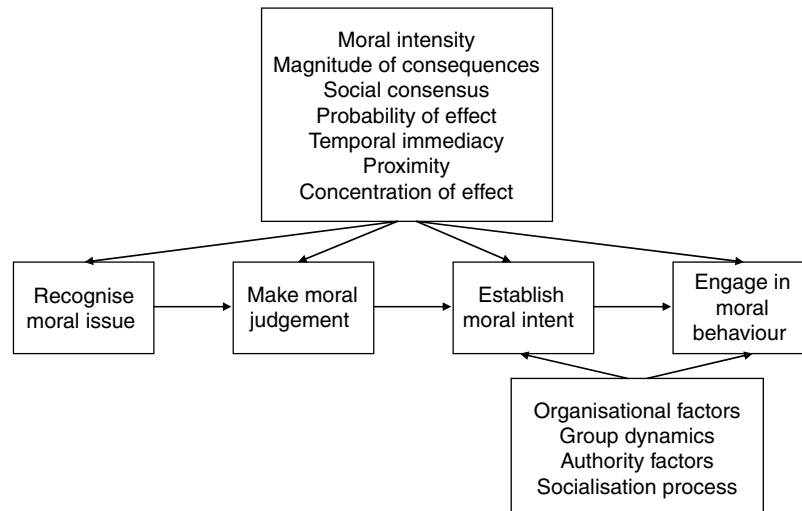 Moral intensity
Magnitude of consequences
Social consensus
Probability of effect
Temporal immediacy
Proximity
Concentration of effect
Recognise
moral issue
Make moral
judgement
Establish
moral intent
Engage in
moral
behaviour
Organisational factors
Group dynamics
Authority factors
Socialisation process